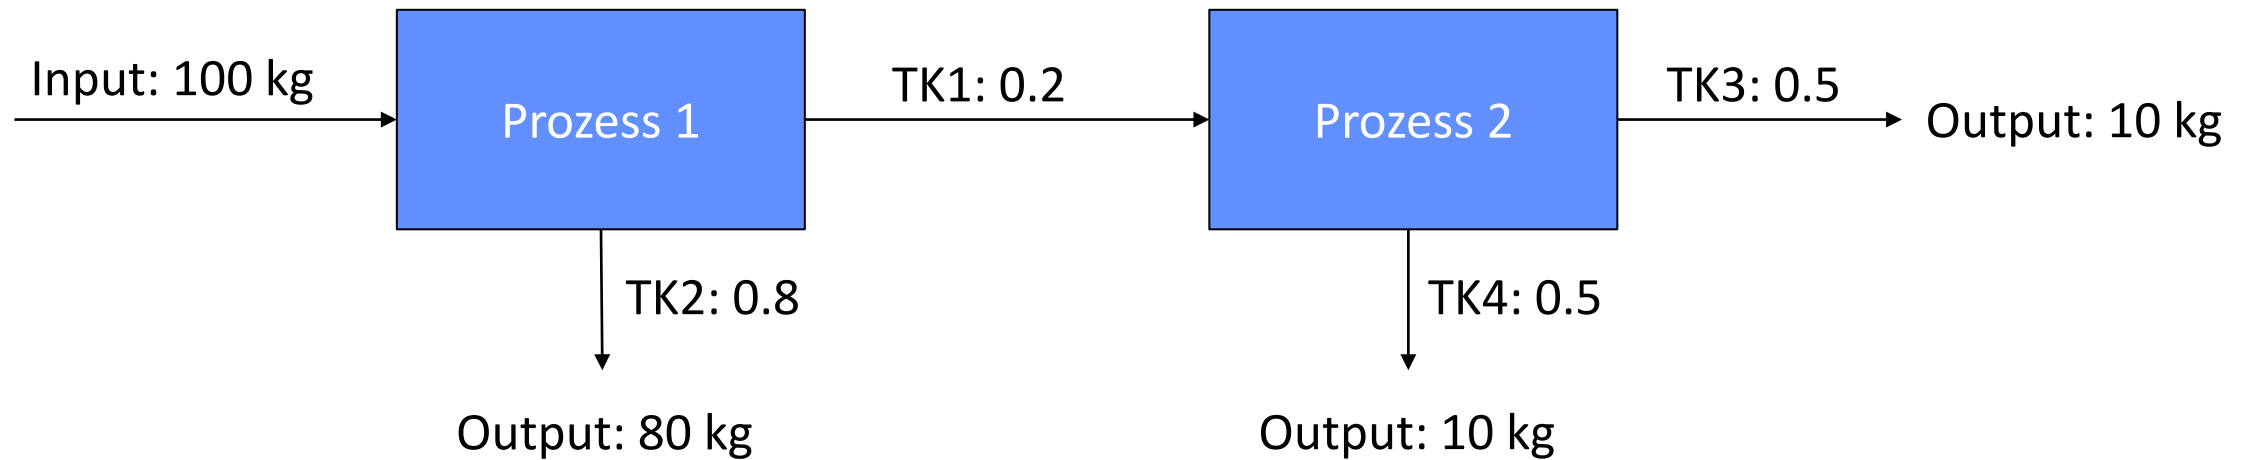 Input: 100 kg
Prozess 1
TK1: 0.2
Prozess 2
TK3: 0.5
Output: 10 kg
TK2: 0.8
TK4: 0.5
Output: 80 kg
Output: 10 kg